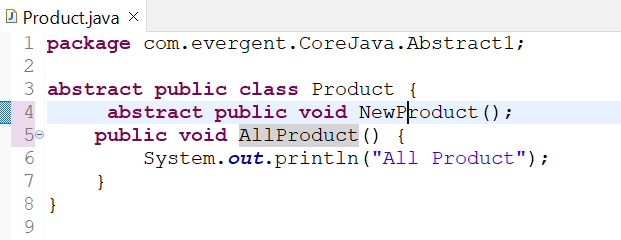 Product.java
1 package com.evergent.CoreJava.Abstract1;
2
3 abstract public class Product {
4 abstract public void NewProduct();
5 public void AllProduct() {
6 System.out.println("All Product");
7 }
8 }
9